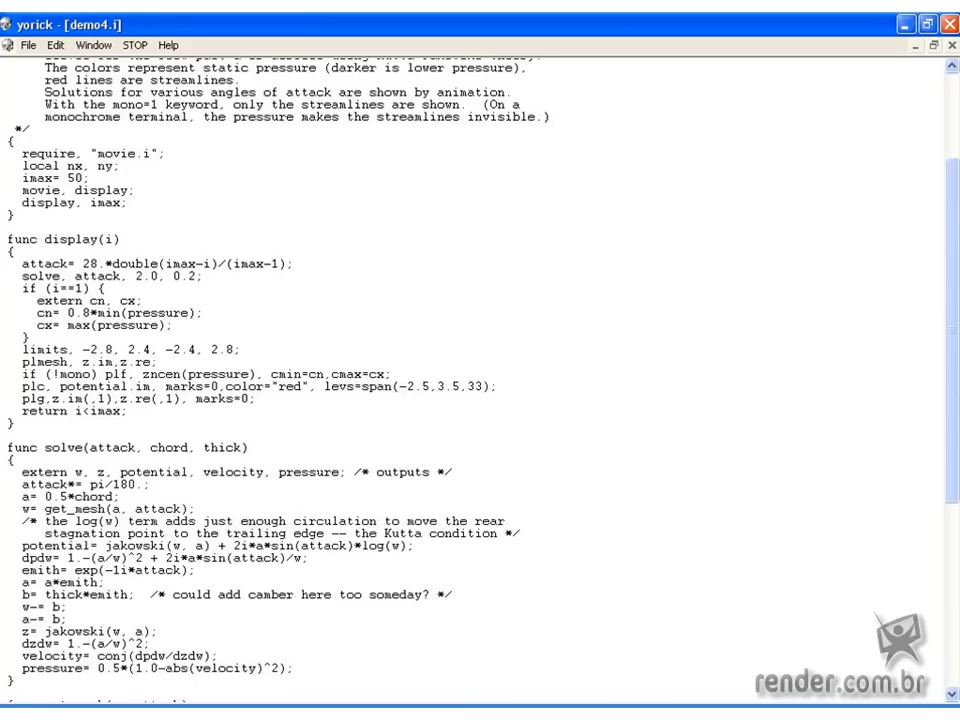 yorick - [demo4.i]
File Edit Window STOP Help
The colors represent static pressure (darker is lower pressure),
red lines are streamlines.
Solutions for various angles of attack are shown by animation.
With the mono=1 keyword, only the streamlines are shown.  (On a
monochrome terminal, the pressure makes the streamlines invisible.)
*/
{
require, "movie.i";
local nx, ny;
imax= 50;
movie, display;
display, imax;
}
func display(i)
{
attack= 28.*double(imax-i)/(imax-1);
solve, attack, 2.0, 0.2;
if (i==1) {
extern cn, cx;
cn= 0.8*min(pressure);
cx= max(pressure);
}
limits, -2.8, 2.4, -2.4, 2.8;
plmesh, z.im,z.re;
if (!mono) plf, zncen(pressure), cmin=cn,cmax=cx;
plc, potential.im, marks=0,color="red", levs=span(-2.5,3.5,33);
plg,z.im(,1),z.re(,1), marks=0;
return i<imax;
}
func solve(attack, chord, thick)
{
extern w, z, potential, velocity, pressure; /* outputs */
attack*= pi/180.;
a= 0.5*chord;
w= get_mesh(a, attack);
/* the log(w) term adds just enough circulation to move the rear
stagnation point to the trailing edge -- the Kutta condition */
potential= jakowski(w, a) + 2i*a*sin(attack)*log(w);
dpdw= 1.-(a/w)^2 + 2i*a*sin(attack)/w;
emith= exp(-1i*attack);
a= a*emith;
b= thick*emith;  /* could add camber here too someday? */
w-= b;
a-= b;
z= jakowski(w, a);
dzdw= 1.-(a/w)^2;
velocity= conj(dpdw/dzdw);
pressure= 0.5*(1.0-abs(velocity)^2);
}
render.com.br